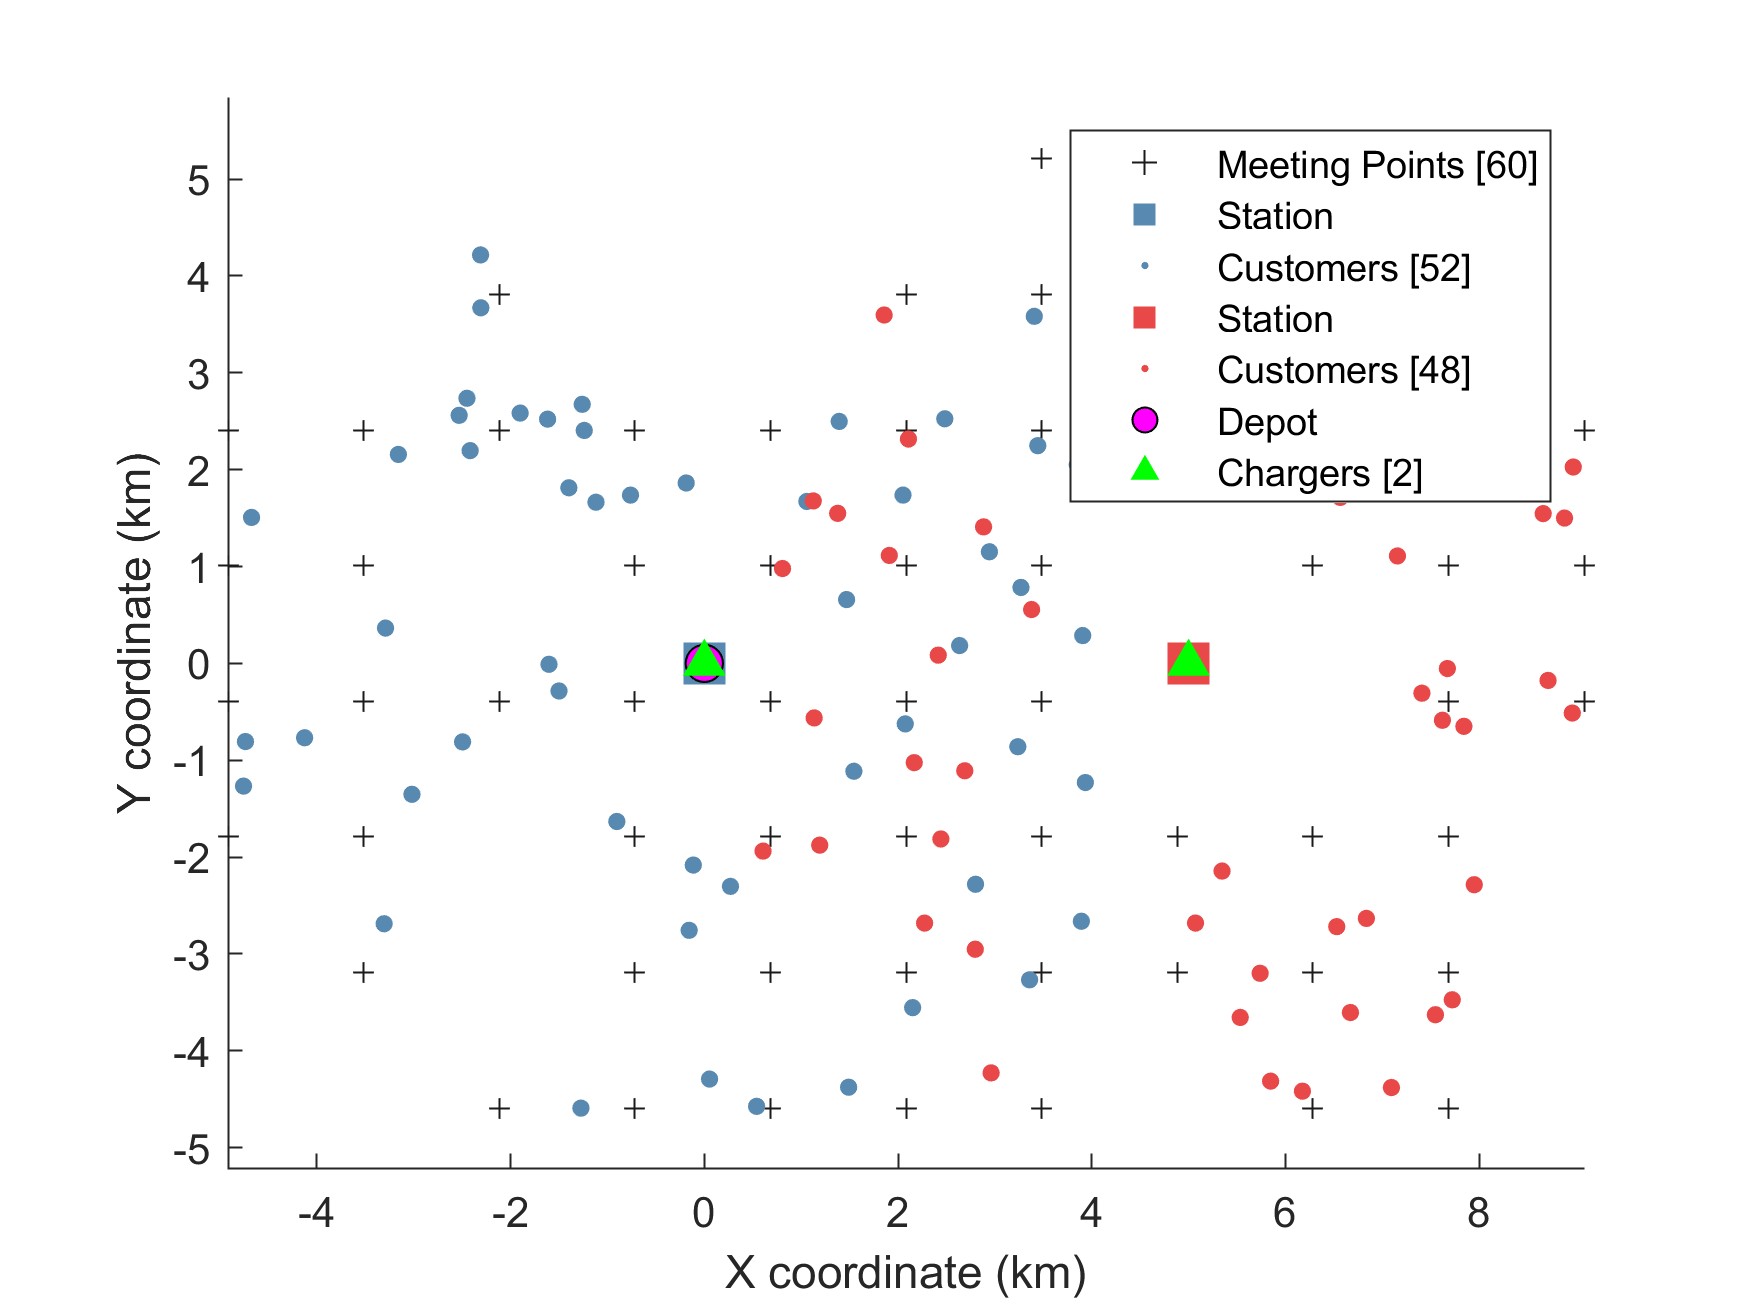 5
4
3
2
1
0
-1
-2
-3
-4
-5
Y coordinate (km)
Meeting Points [60]
Station
Customers [52]
Station
Customers [48]
Depot
Chargers [2]
-4 -2 0 2 4 6 8
X coordinate (km)